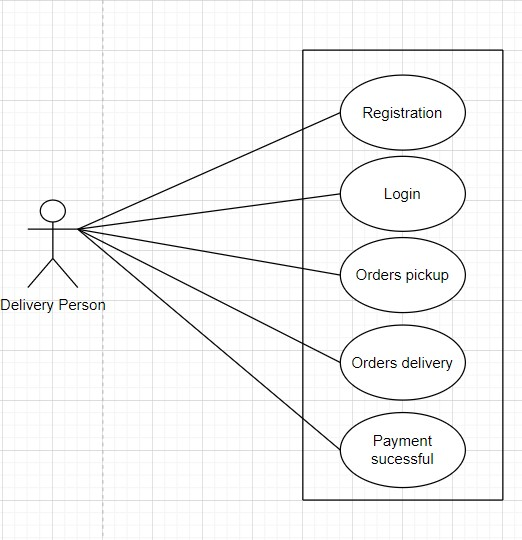 Registration
Login
Orders pickup
Delivery Person
Orders delivery
Payment
sucessful